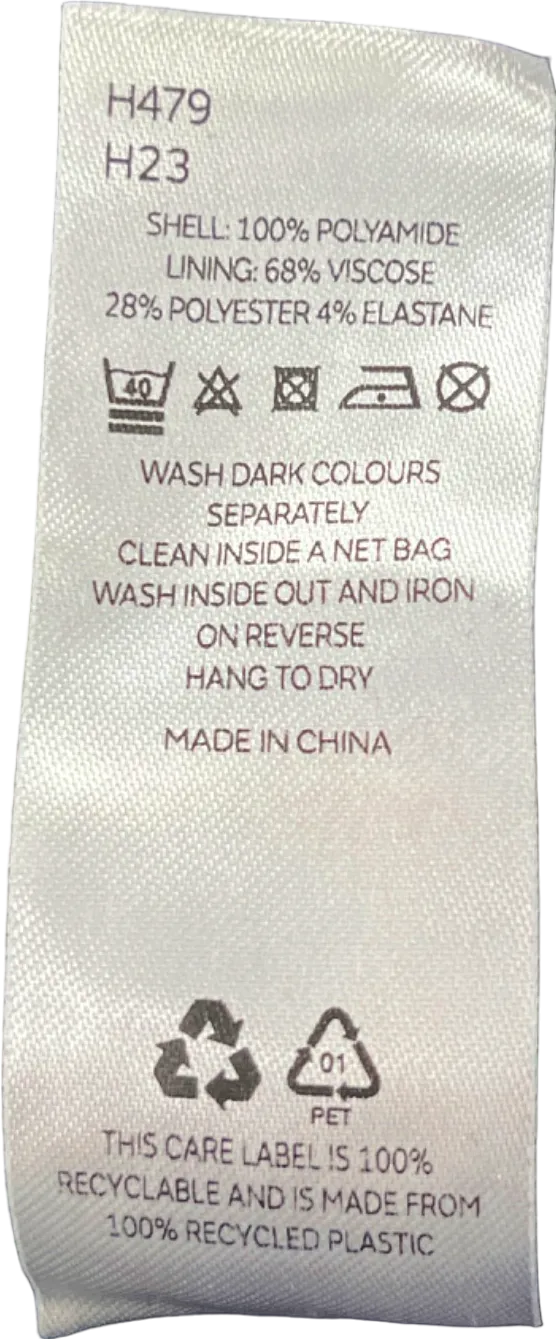 H479
H23
SHELL: 100% POLYAMIDE
LINING: 68% VISCOSE
28% POLYESTER 4% ELASTANE
40
WASH DARK COLOURS
SEPARATELY
CLEAN INSIDE A NET BAG
WASH INSIDE OUT AND IRON
ON REVERSE
HANG TO DRY
MADE IN CHINA
01
PET
THIS CARE LABEL IS 100%
RECYCLABLE AND IS MADE FROM
100% RECYCLED PLASTIC